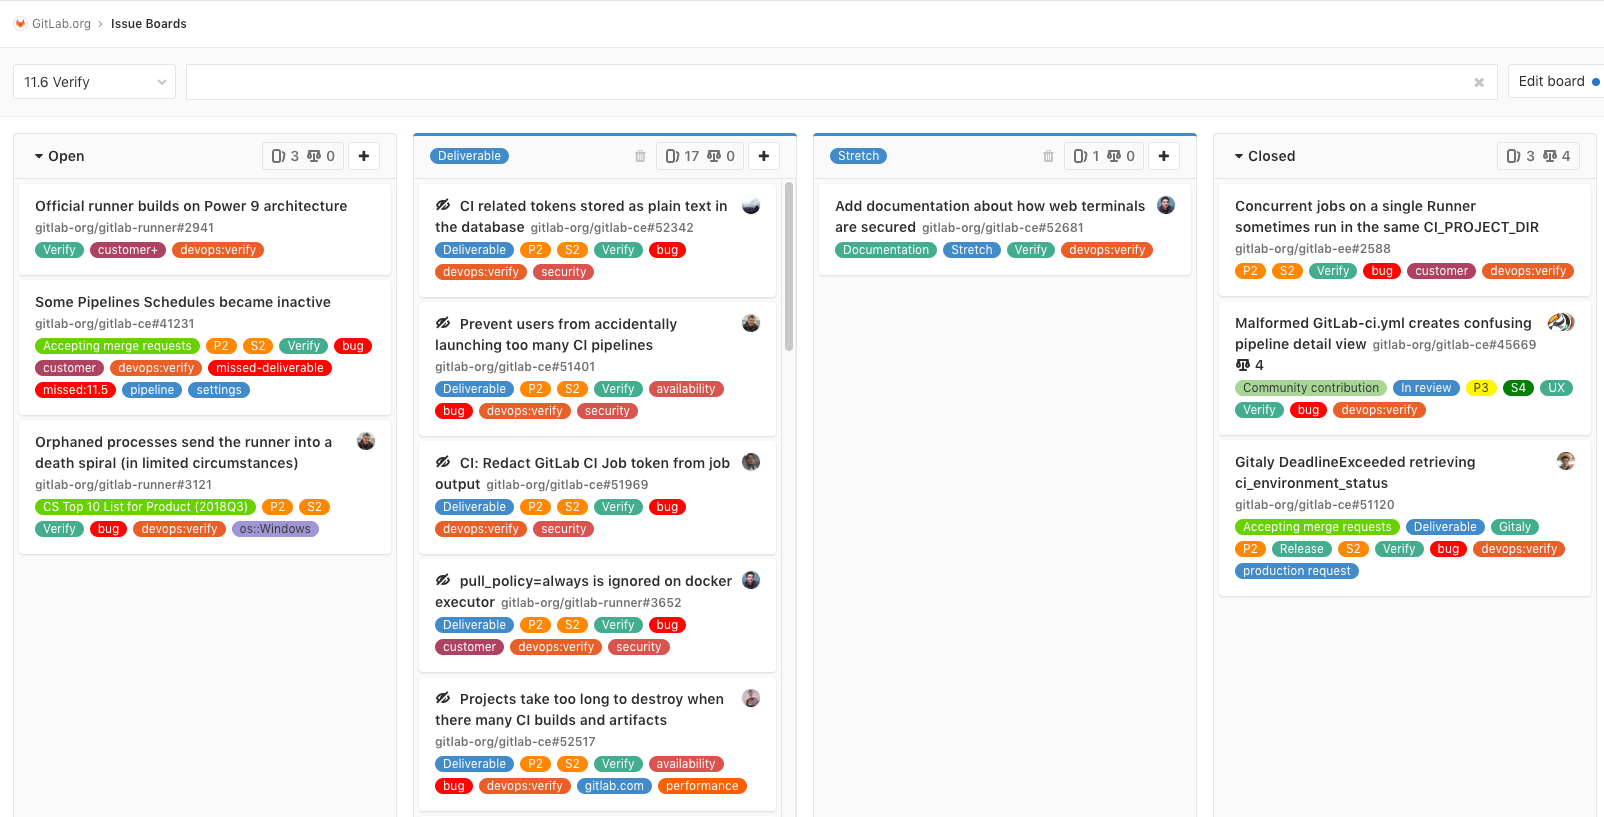 GitLab.org › Issue Boards
11.6 Verify
Edit board
Open 3 0
Official runner builds on Power 9 architecture
gitlab-org/gitlab-runner#2941
Verify customer+ devops:verify
Some Pipelines Schedules became inactive
gitlab-org/gitlab-ce#41231
Accepting merge requests P2 S2 Verify bug
customer devops:verify missed-deliverable
missed:11.5 pipeline settings
Orphaned processes send the runner into a
death spiral (in limited circumstances)
gitlab-org/gitlab-runner#3121
CS Top 10 List for Product (2018Q3) P2 S2
Verify bug devops:verify os::Windows
Deliverable 17 0
CI related tokens stored as plain text in
the database gitlab-org/gitlab-ce#52342
Deliverable P2 S2 Verify bug
devops:verify security
Prevent users from accidentally
launching too many CI pipelines
gitlab-org/gitlab-ce#51401
Deliverable P2 S2 Verify availability
bug devops:verify security
CI: Redact GitLab CI Job token from job
output gitlab-org/gitlab-ce#51969
Deliverable P2 S2 Verify bug
devops:verify security
pull_policy=always is ignored on docker
executor gitlab-org/gitlab-runner#3652
Deliverable P2 S2 Verify bug
customer devops:verify security
Projects take too long to destroy when
there many CI builds and artifacts
gitlab-org/gitlab-ce#52517
Deliverable P2 S2 Verify availability
bug devops:verify gitlab.com performance
Stretch 1 0
Add documentation about how web terminals
are secured gitlab-org/gitlab-ce#52681
Documentation Stretch Verify devops:verify
Closed 3 4
Concurrent jobs on a single Runner
sometimes run in the same CI_PROJECT_DIR
gitlab-org/gitlab-ee#2588
P2 S2 Verify bug customer devops:verify
Malformed GitLab-ci.yml creates confusing
pipeline detail view gitlab-org/gitlab-ce#45669
4
Community contribution In review P3 S4 UX
Verify bug devops:verify
Gitaly DeadlineExceeded retrieving
ci_environment_status
gitlab-org/gitlab-ce#51120
Accepting merge requests Deliverable Gitaly
P2 Release S2 Verify bug devops:verify
production request